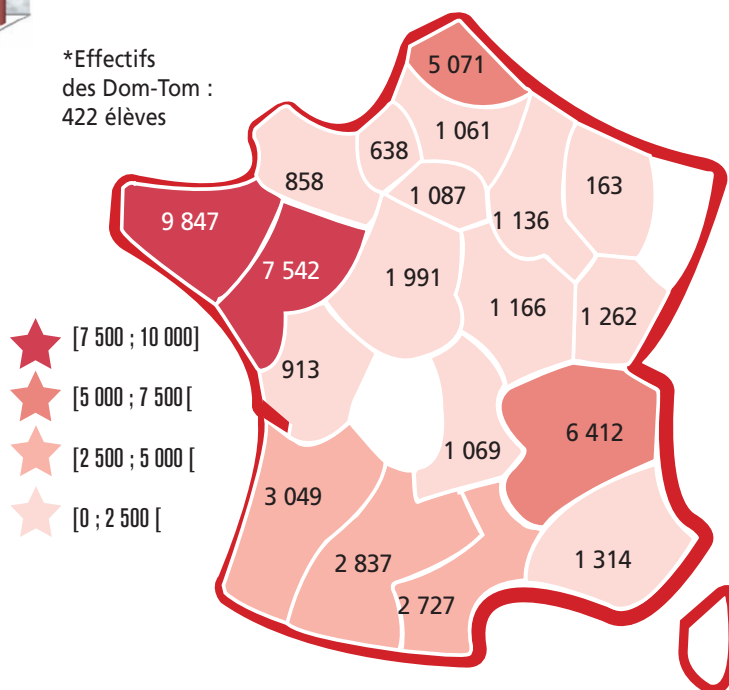 *Effectifs
des Dom-Tom :
422 élèves
5 071
1 061
638
858
1 087
163
1 136
9 847
7 542
1 991
1 166
1 262
913
1 069
6 412
3 049
2 837
2 727
1 314
[7 500 ; 10 000]
[5 000 ; 7 500 [
[2 500 ; 5 000 [
[0 ; 2 500 [